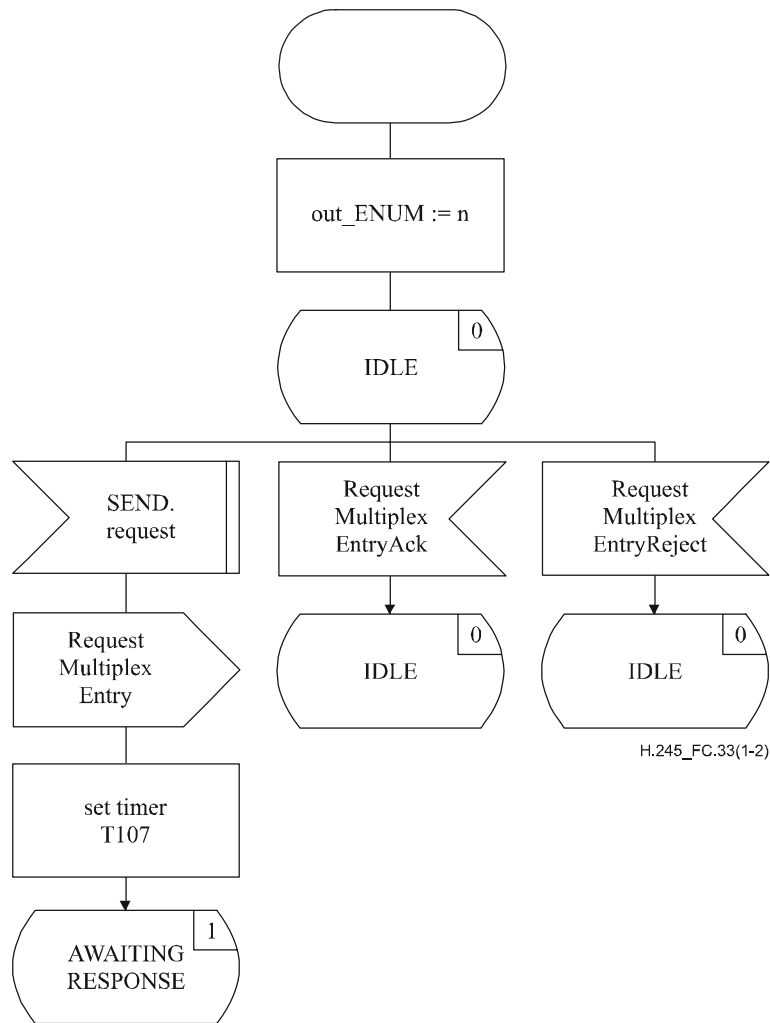 out_ENUM := n
0
IDLE
SEND.
request
Request
Multiplex
EntryAck
Request
Multiplex
EntryReject
Request
Multiplex
Entry
0
IDLE
0
IDLE
H.245_FC.33(1-2)
set timer
T107
1
AWAITING
RESPONSE